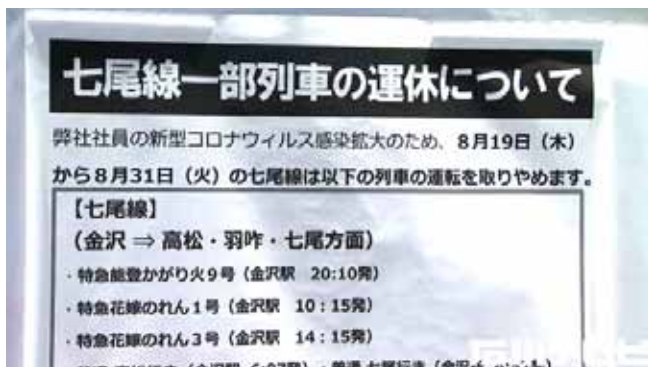 七尾線一部列車の運休について
弊社社員の新型コロナウィルス感染拡大のため、8月19日（木）
から8月31日（火）の七尾線は以下の列車の運転を取りやめます。
【七尾線】
（金沢 ⇒ 高松・羽咋・七尾方面）
・特急能登かがり火9号（金沢駅　20:10発）
・特急花嫁のれん1号（金沢駅　10：15発）
・特急花嫁のれん3号（金沢駅　14：15発）